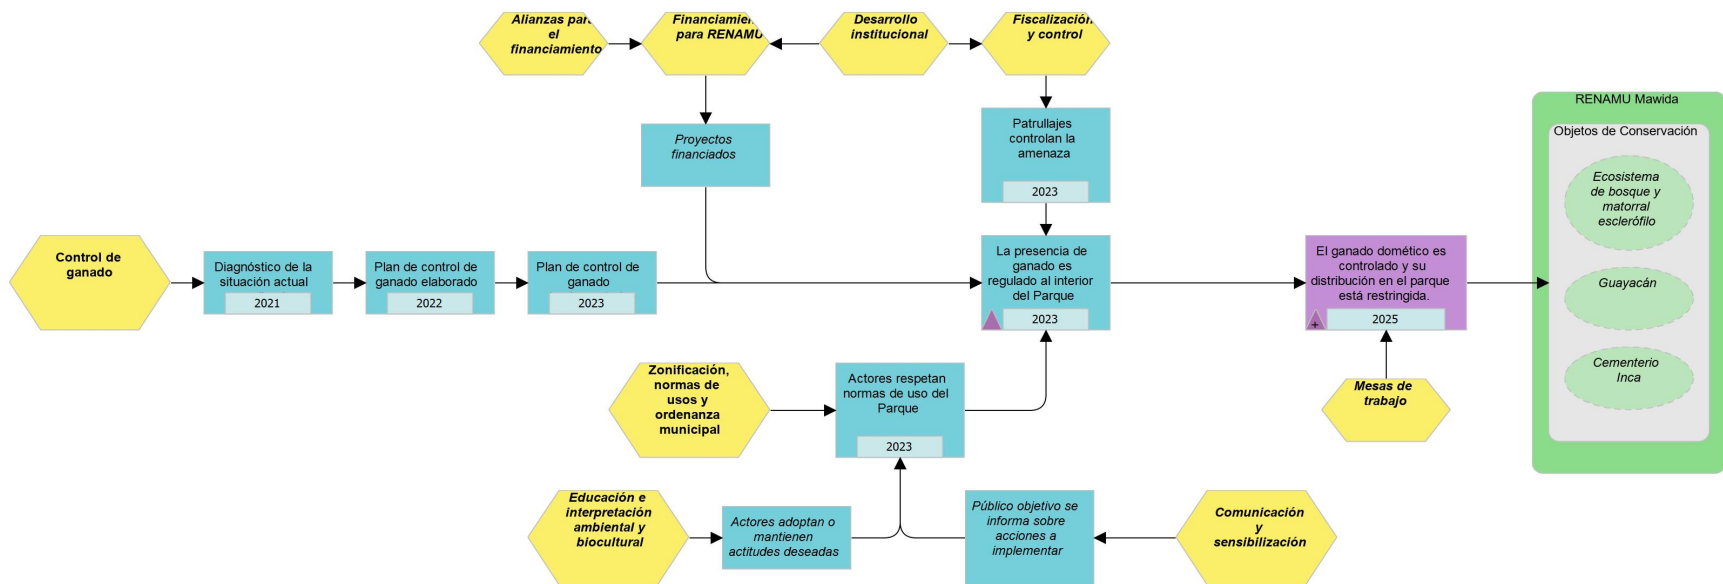 Alianzas para
el
financiamiento
Financiamien
para RENAMU
Desarrollo
institucional
Fiscalización
y control
RENAMU Mawida
Objetos de Conservación
Proyectos
financiados
Patrullajes
controlan la
amenaza
2023
Ecosistema
de bosque y
matorral
esclerófilo
Guayacán
Cementerio
Inca
Control de
ganado
Diagnóstico de la
situación actual
2021
Plan de control de
ganado elaborado
2022
Plan de control de
ganado
2023
La presencia de
ganado es
regulado al interior
del Parque
2023
El ganado domético es
controlado y su
distribución en el parque
está restringida.
+
2025
Zonificación,
normas de
usos y
ordenanza
municipal
Actores respetan
normas de uso del
Parque
2023
Mesas de
trabajo
Educación e
interpretación
ambiental y
biocultural
Actores adoptan o
mantienen
actitudes deseadas
Público objetivo se
informa sobre
acciones a
implementar
Comunicación
y
sensibilización